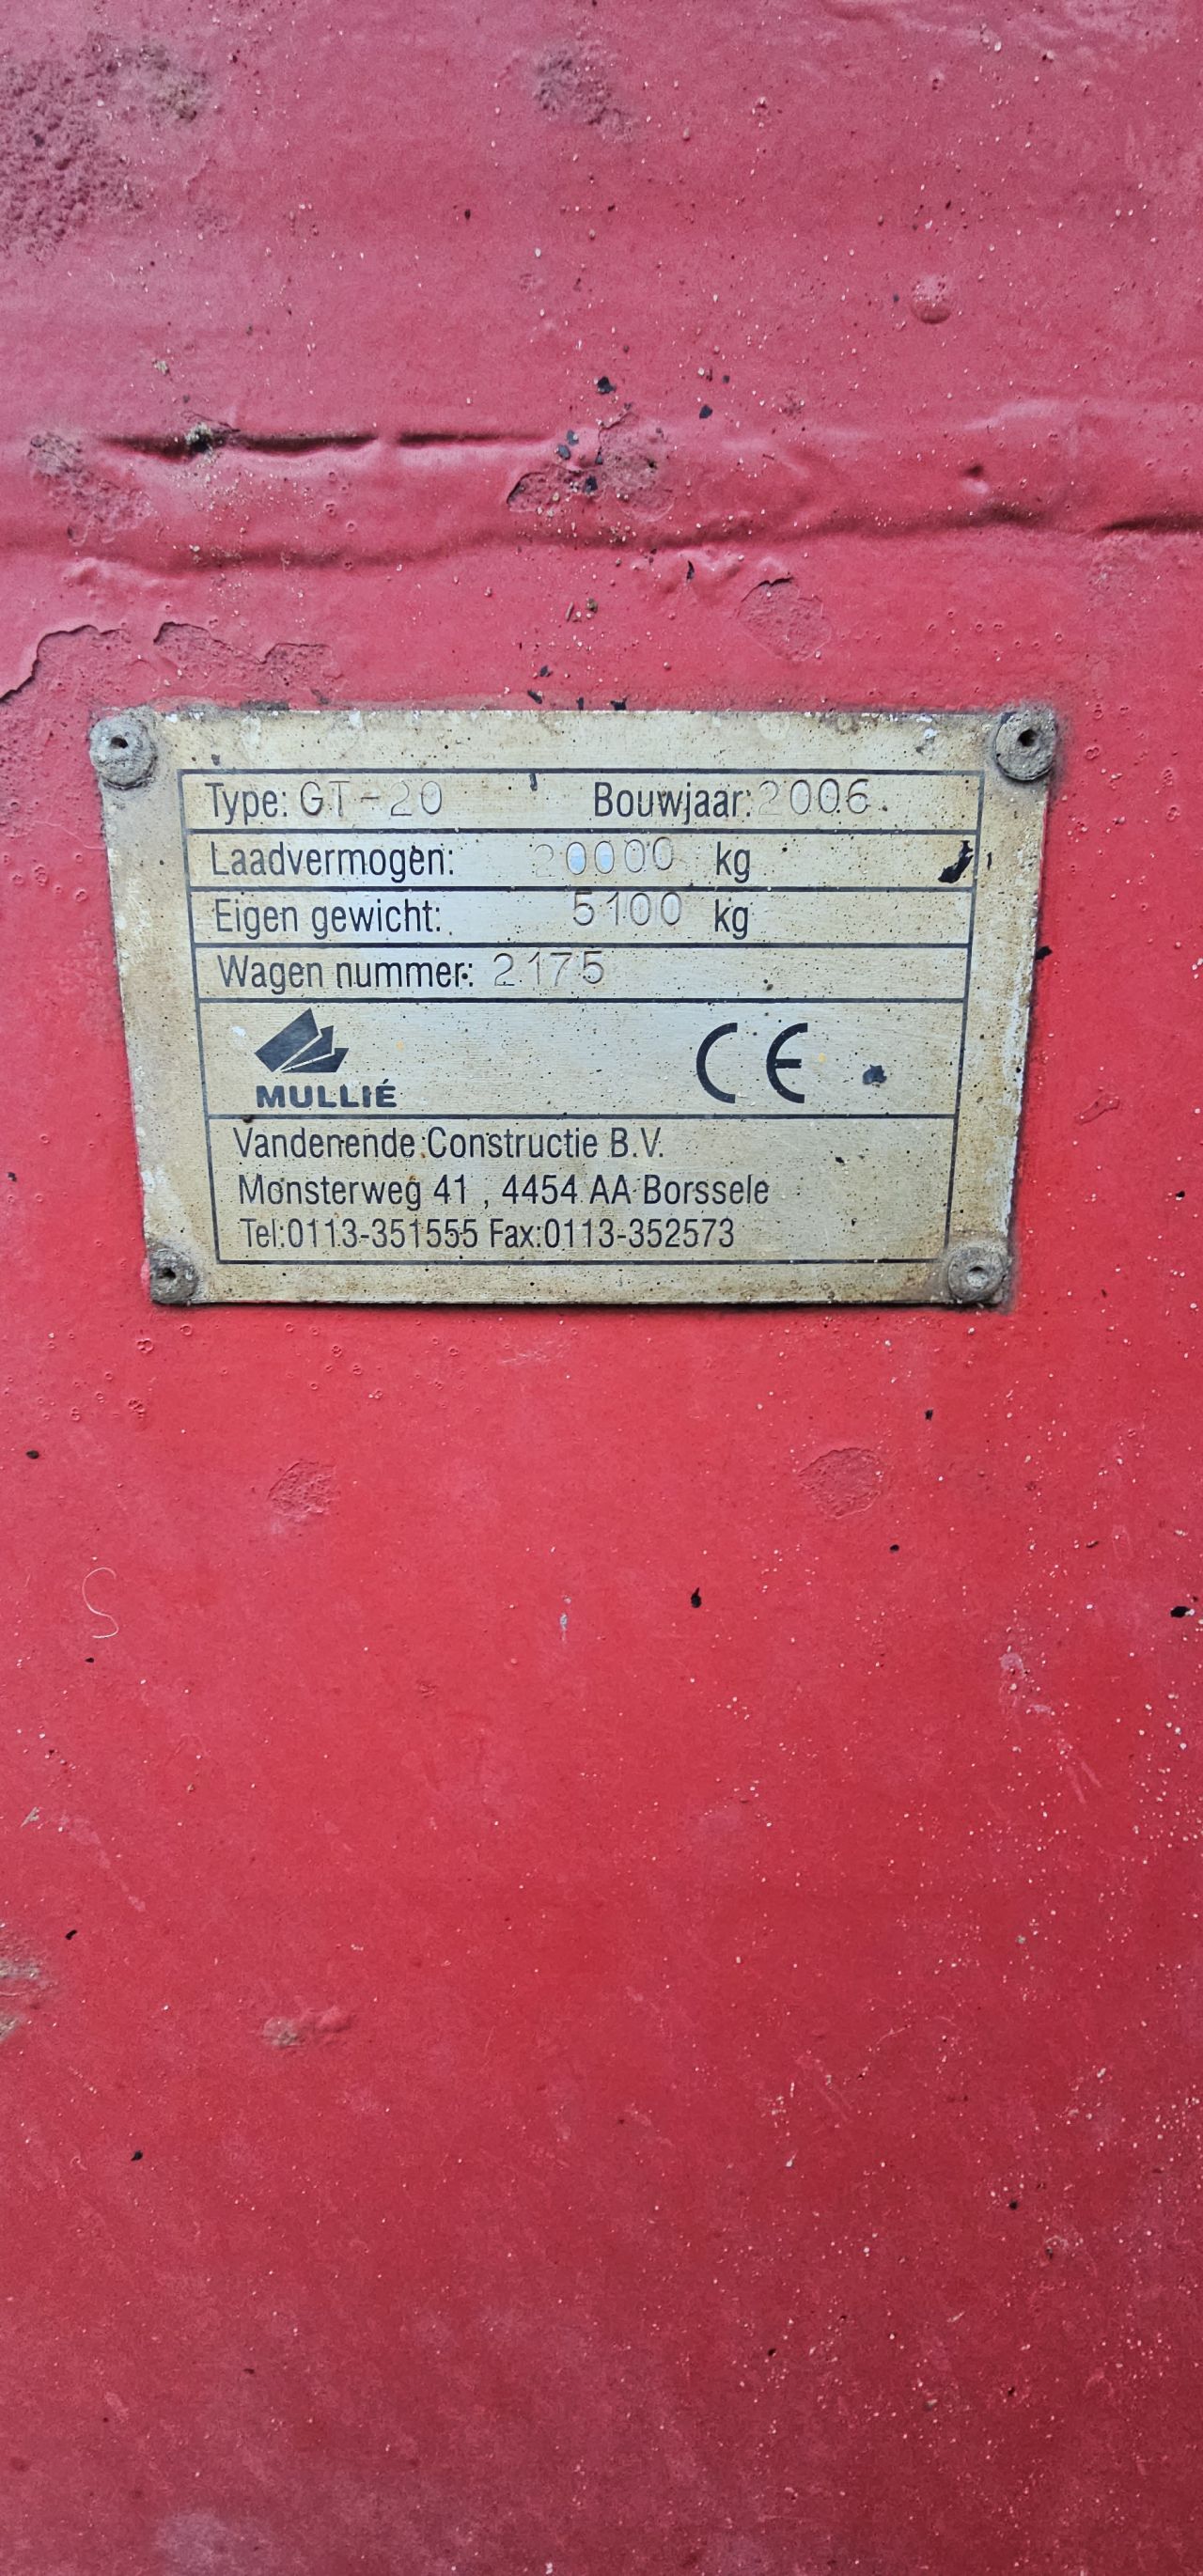 Type: GT-20 Bouwjaar: 2006
Laadvermogen: 20000 kg
Eigen gewicht: 5100 kg
Wagen nummer: 2175
MULLIÉ CE
Vandenende Constructie B.V.
Monsterweg 41 , 4454 AA Borssele
Tel:0113-351555 Fax:0113-352573